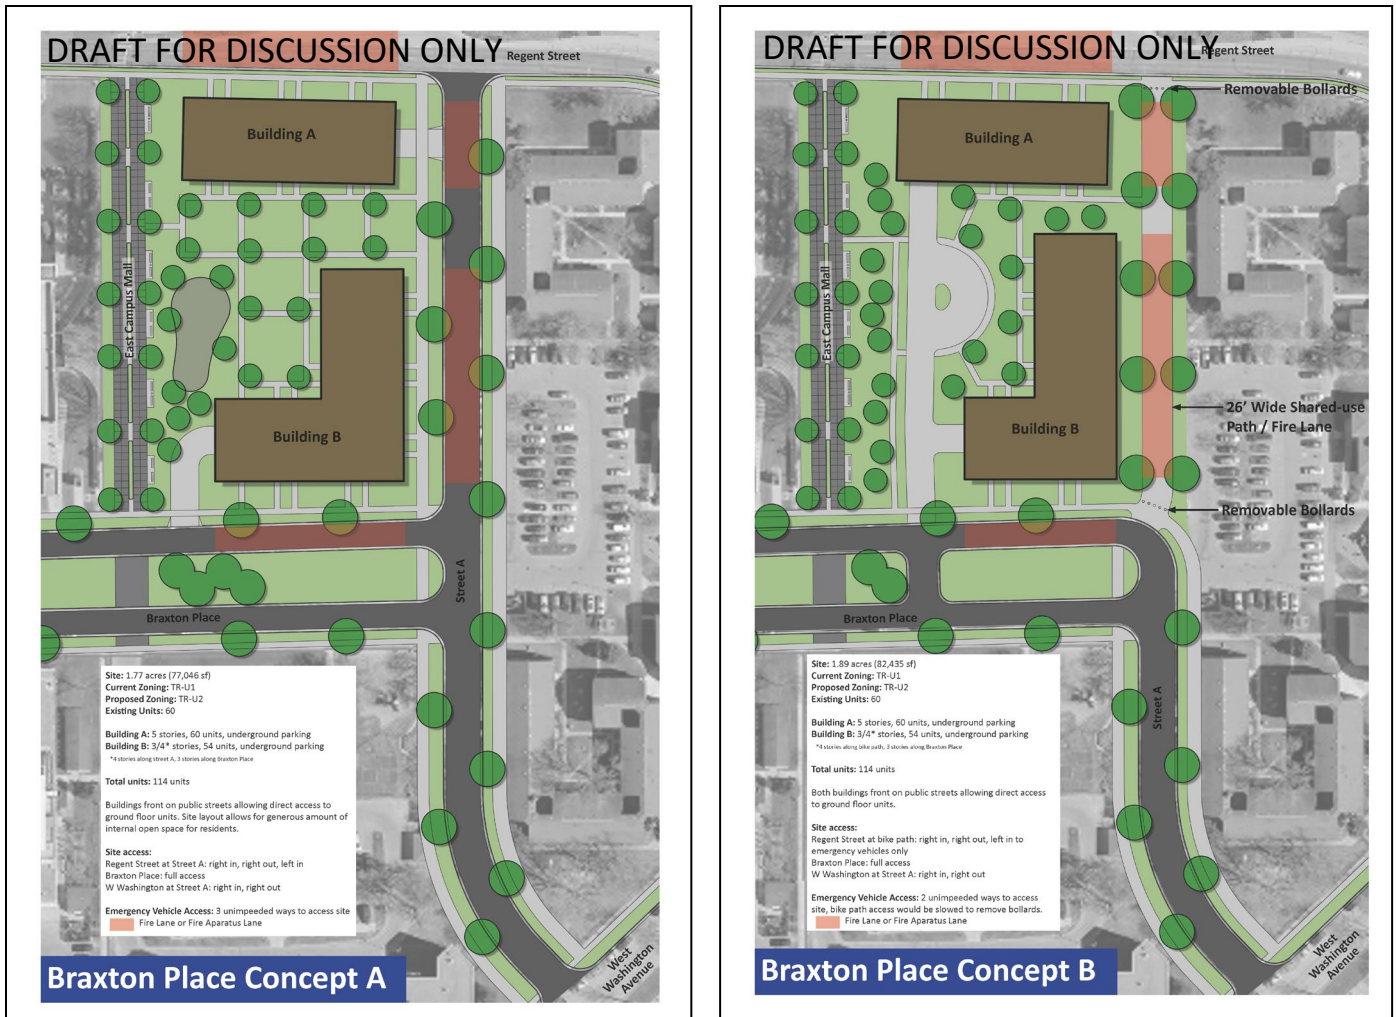 DRAFT FOR DISCUSSION ONLY
Regent Street
Building A
East Campus Mall
Building B
Street A
Braxton Place
Site: 1.77 acres (77,046 sf)
Current Zoning: TR-U1
Proposed Zoning: TR-U2
Existing Units: 60
Building A: 5 stories, 60 units, underground parking
Building B: 3/4* stories, 54 units, underground parking
*4 stories along street A, 3 stories along Braxton Place
Total units: 114 units
Buildings front on public streets allowing direct access to
ground floor units. Site layout allows for generous amount of
internal open space for residents.
Site access:
Regent Street at Street A: right in, right out, left in
Braxton Place: full access
W Washington at Street A: right in, right out
Emergency Vehicle Access: 3 unimpeeded ways to access site
Fire Lane or Fire Aparatus Lane
West
Washington
Avenue
Braxton Place Concept A
DRAFT FOR DISCUSSION ONLY
Regent Street
Removable Bollards
Building A
East Campus Mall
26' Wide Shared-use
Path / Fire Lane
Building B
Removable Bollards
Braxton Place
Street A
Site: 1.89 acres (82,435 sf)
Current Zoning: TR-U1
Proposed Zoning: TR-U2
Existing Units: 60
Building A: 5 stories, 60 units, underground parking
Building B: 3/4* stories, 54 units, underground parking
*4 stories along bike path, 3 stories along Braxton Place
Total units: 114 units
Both buildings front on public streets allowing direct access
to ground floor units.
Site access:
Regent Street at bike path: right in, right out, left in to
emergency vehicles only
Braxton Place: full access
W Washington at Street A: right in, right out
Emergency Vehicle Access: 2 unimpeeded ways to access
site, bike path access would be slowed to remove bollards.
Fire Lane or Fire Aparatus Lane
West
Washington
Avenue
Braxton Place Concept B